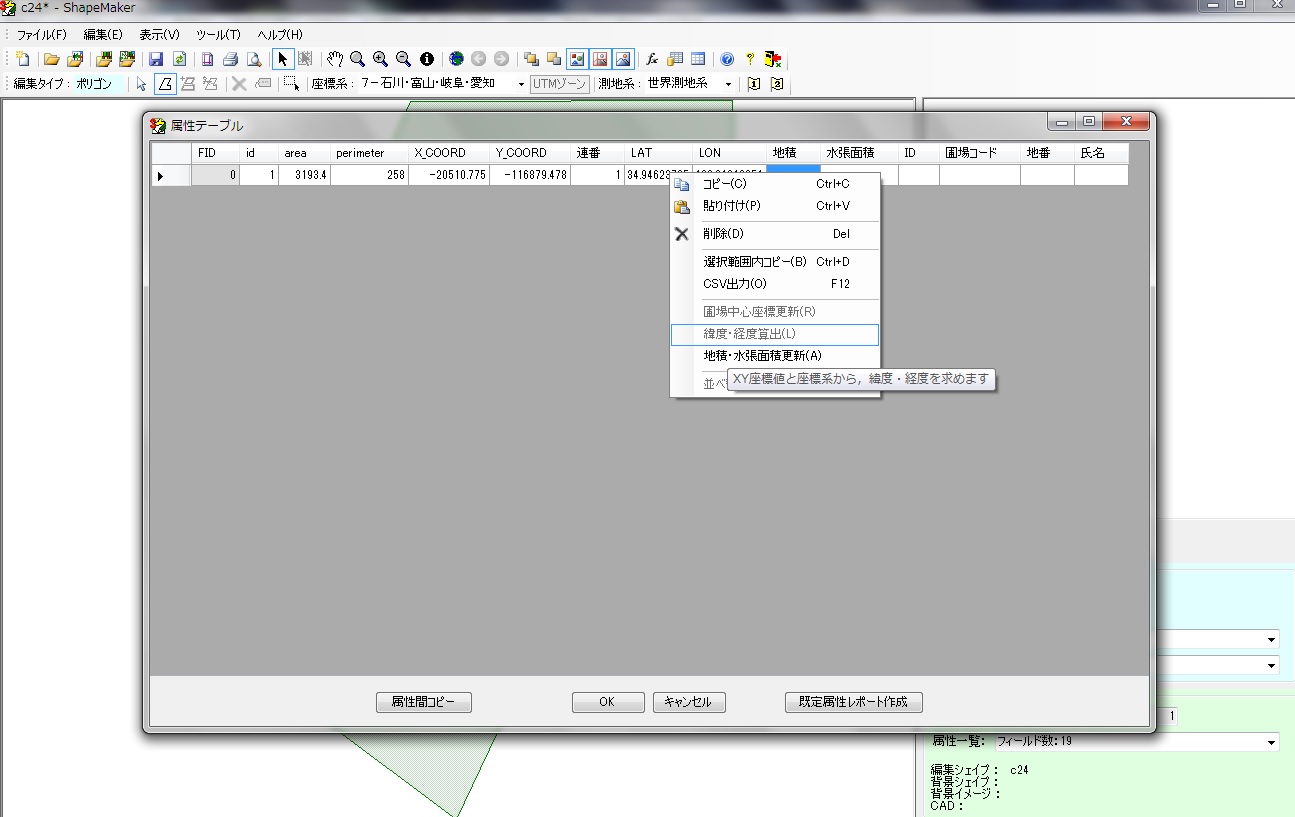 c24* - ShapeMaker
ファイル(F) 編集(E) 表示(V) ツール(T) ヘルプ(H)
編集タイプ: ポリゴン 座標系: 7-石川・富山・岐阜・愛知 UTMゾーン 測地系: 世界測地系 1 2
属性テーブル
FID id area perimeter X_COORD Y_COORD 連番 LAT LON 地積 水張面積 ID 圃場コード 地番 氏名
0 1 3193.4 258 -20510.775 -116879.478 1
コピー(C) Ctrl+C
貼り付け(P) Ctrl+V
削除(D) Del
選択範囲内コピー(B) Ctrl+D
CSV出力(O) F12
圃場中心座標更新(R)
緯度・経度算出(L)
地積・水張面積更新(A)
XY座標値と座標系から，緯度・経度を求めます
属性間コピー OK キャンセル 既定属性レポート作成
1
属性一覧: フィールド数:19
編集シェイプ: c24
背景シェイプ:
背景イメージ:
CAD: